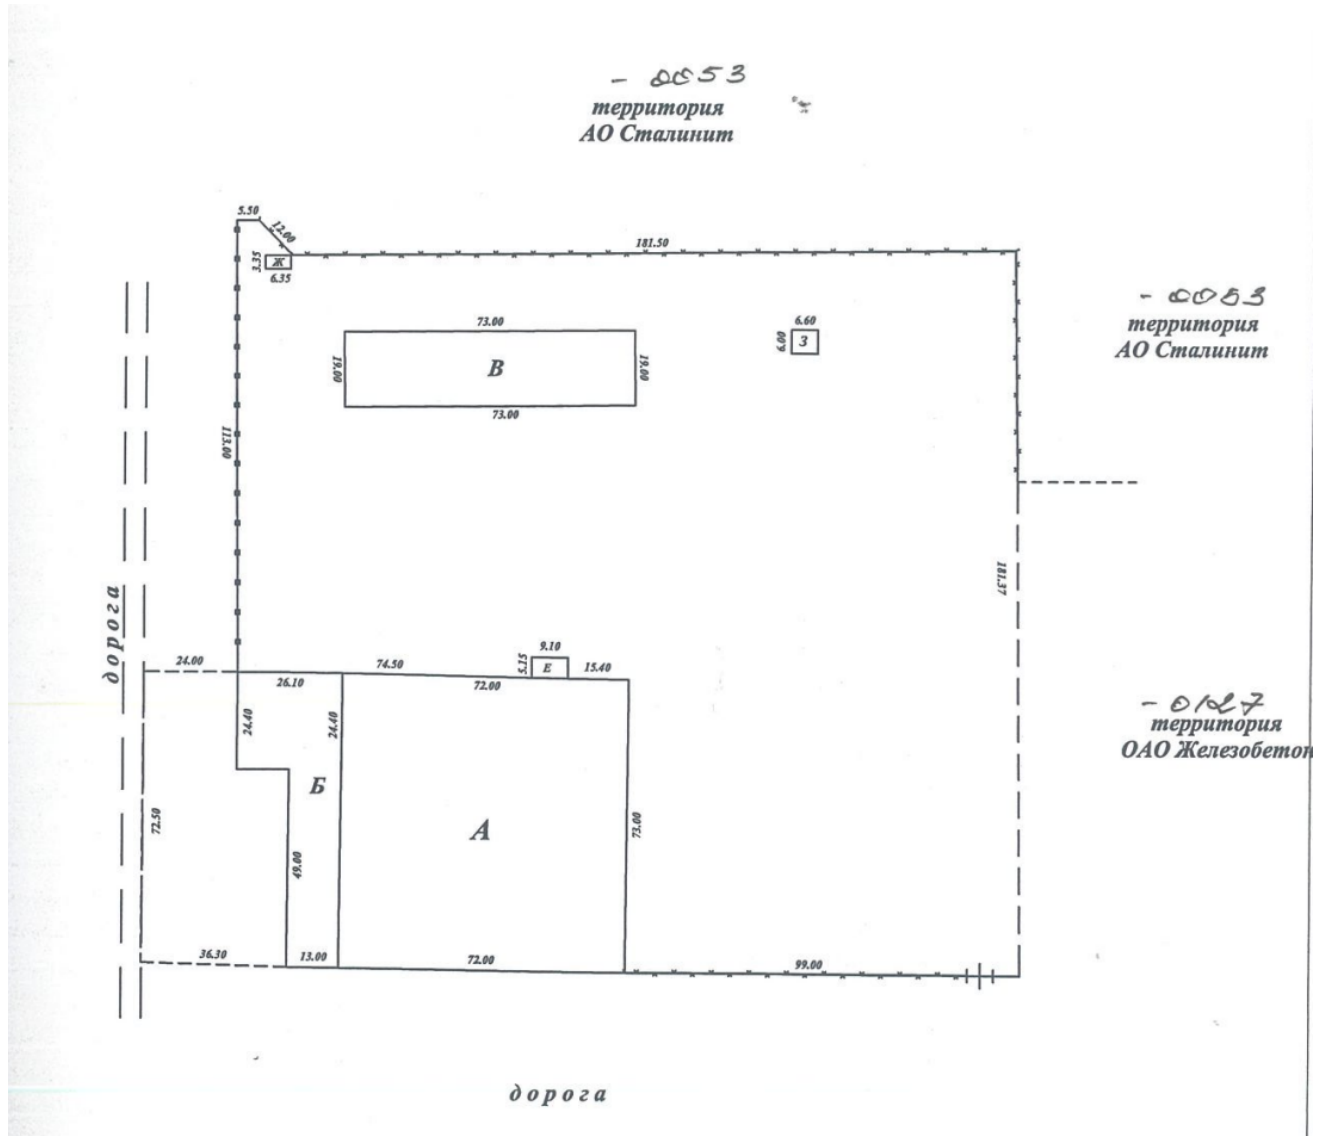 - 0053
территория
АО Сталинит
5.50
12.00
181.50
3.35
Ж
6.35
- 0053
территория
АО Сталинит
73.00
6.60
19.00
В
19.00
6.00
З
73.00
113.00
181.37
дорога
24.00
74.50
9.10
5.15
Е
15.40
26.10
72.00
24.40
24.40
- 0127
территория
ОАО Железобетон
Б
72.50
А
73.00
49.00
36.30
13.00
72.00
99.00
дорога